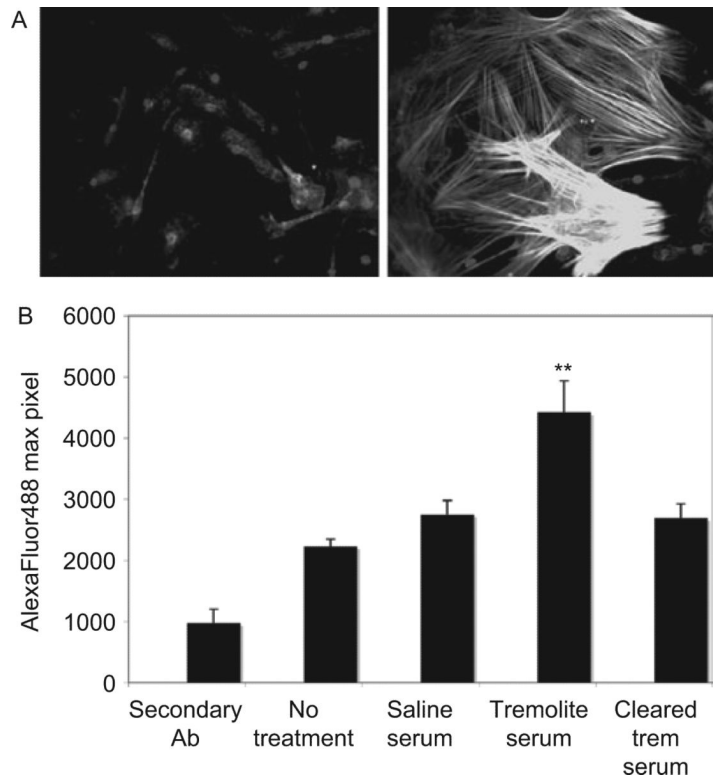 A
B
AlexaFluor488 max pixel
6000
5000
4000
3000
2000
1000
0
**
Secondary
Ab
No
treatment
Saline
serum
Tremolite
serum
Cleared
trem
serum